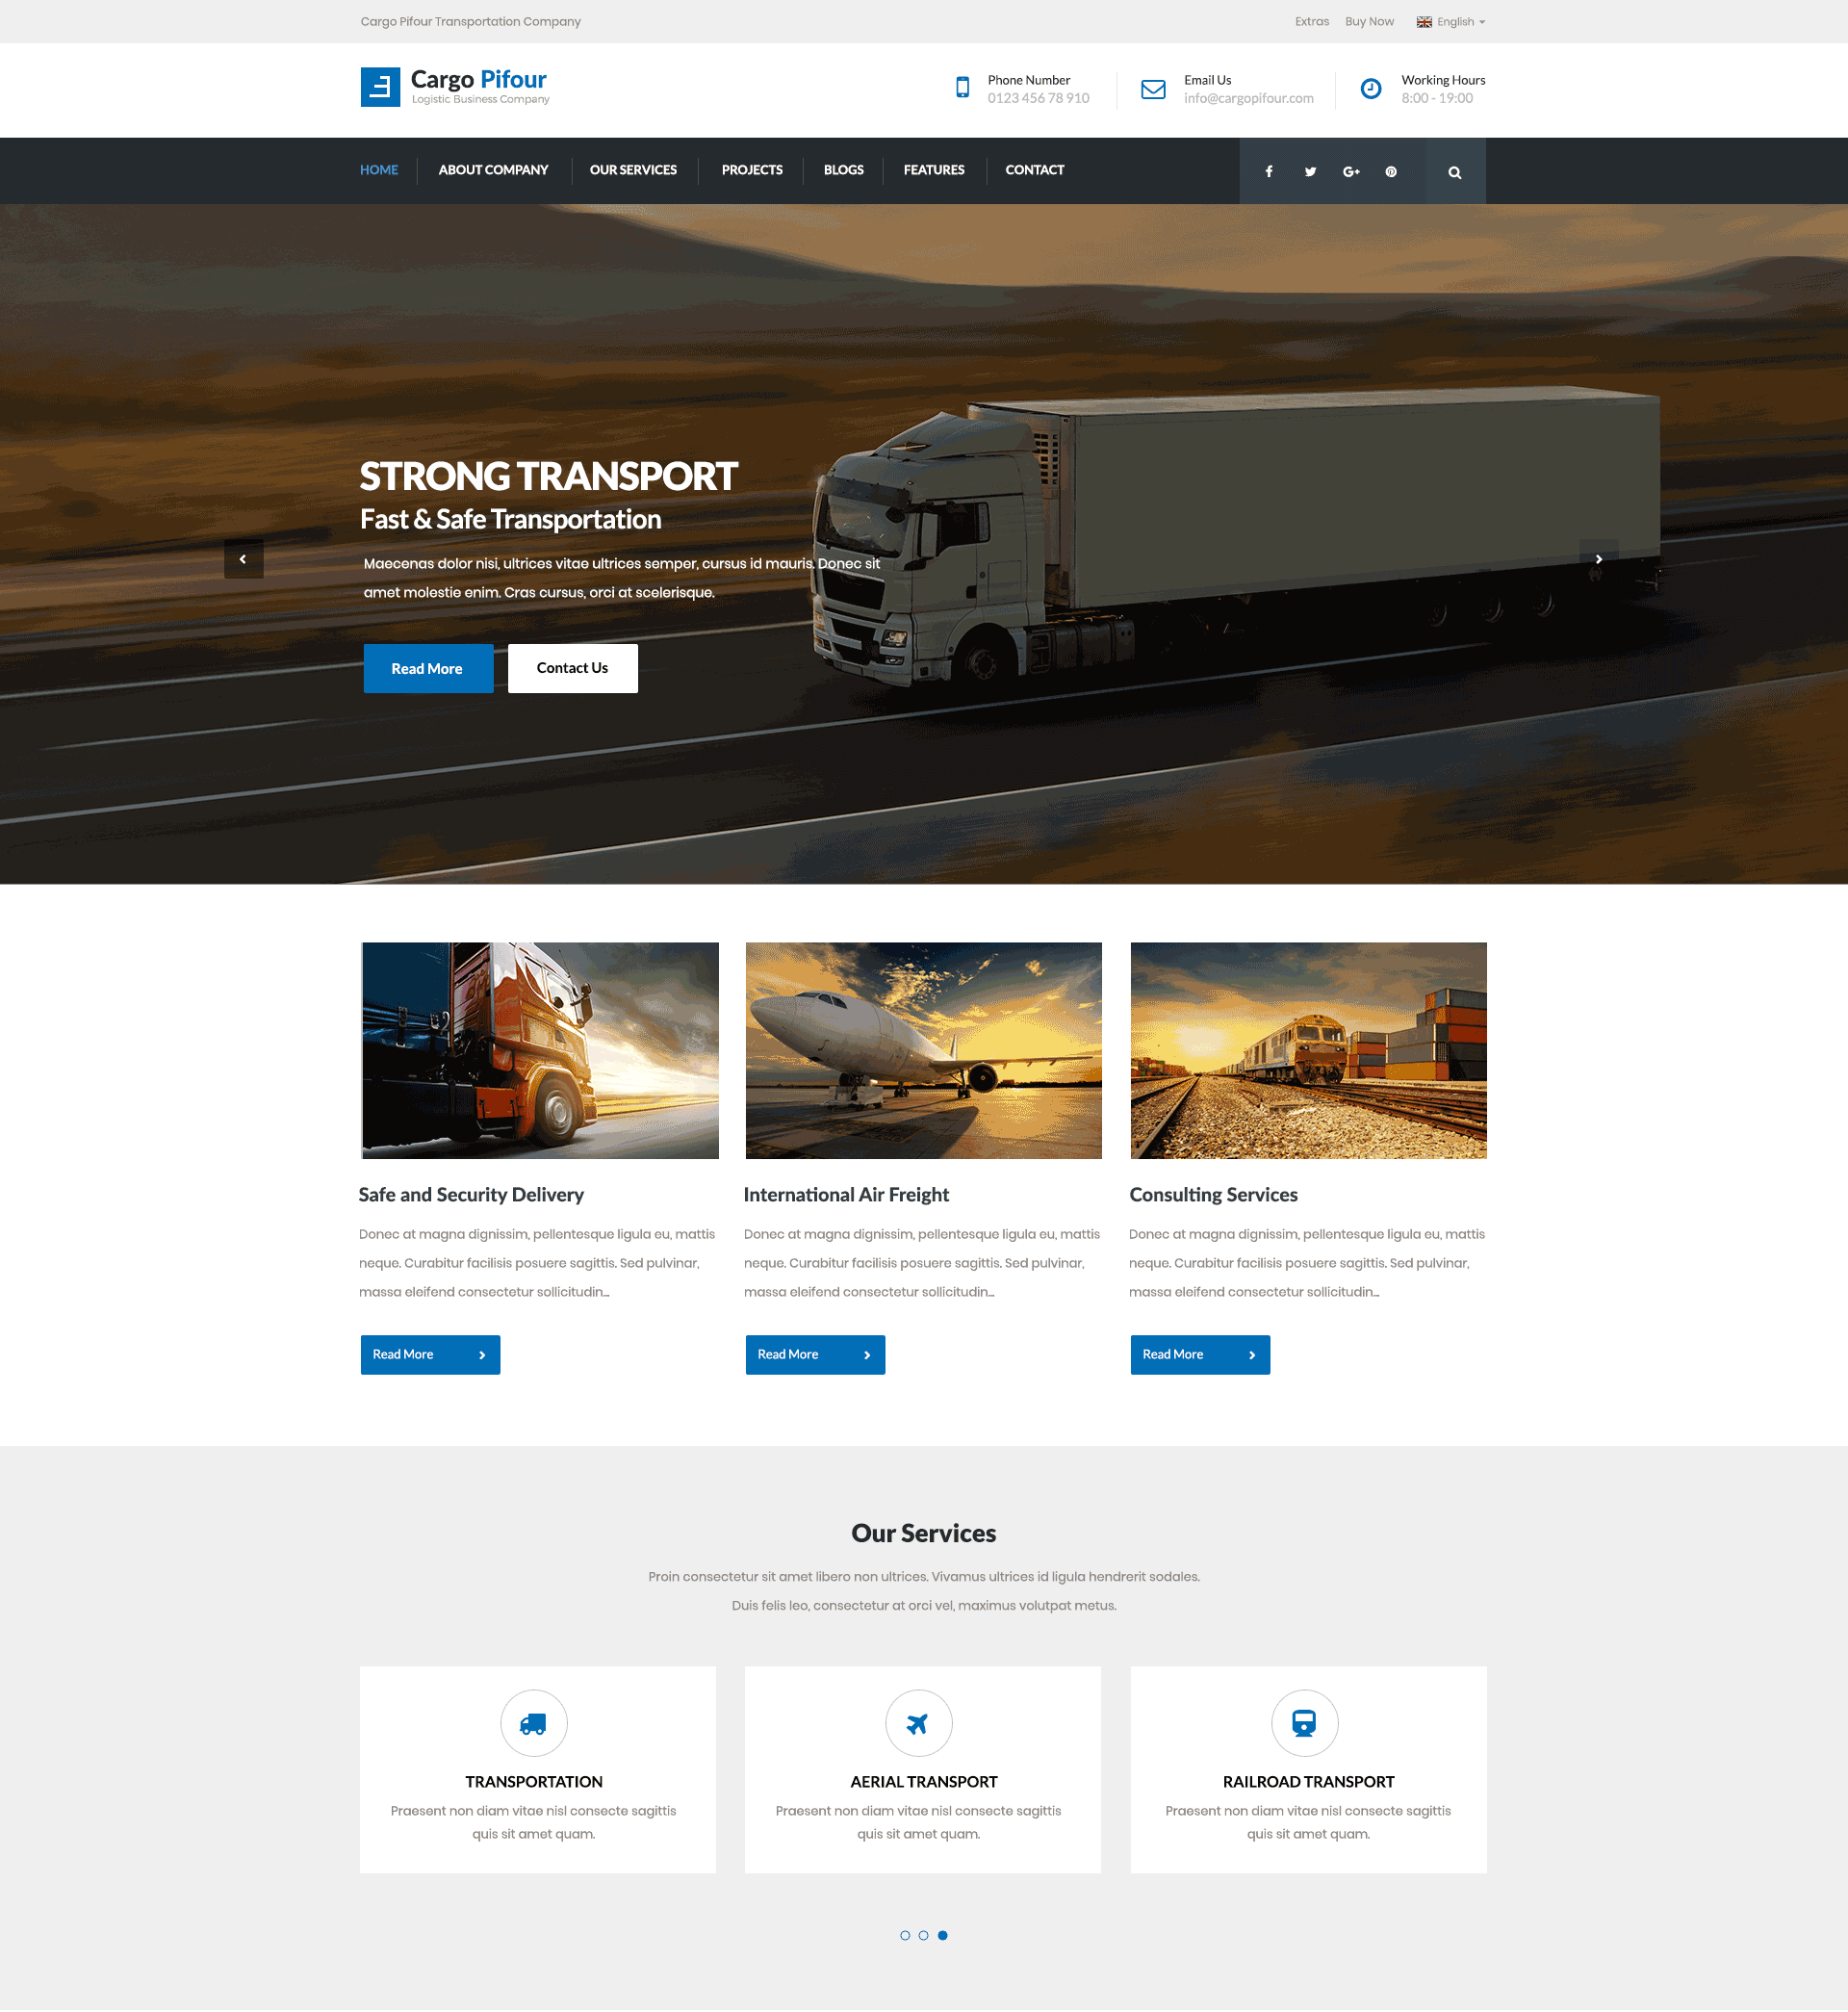 Cargo Pifour Transportation Company
Extras Buy Now English
Cargo Pifour
Logistic Business Company
Phone Number
0123 456 78 910
Email Us
info@cargopifour.com
Working Hours
8:00 - 19:00
HOME ABOUT COMPANY OUR SERVICES PROJECTS BLOGS FEATURES CONTACT
STRONG TRANSPORT
Fast & Safe Transportation
Maecenas dolor nisi, ultrices vitae ultrices semper, cursus id mauris. Donec sit
amet molestie enim. Cras cursus, orci at scelerisque.
Read More
Contact Us
Safe and Security Delivery
Donec at magna dignissim, pellentesque ligula eu, mattis
neque. Curabitur facilisis posuere sagittis. Sed pulvinar,
massa eleifend consectetur sollicitudin...
Read More
International Air Freight
Donec at magna dignissim, pellentesque ligula eu, mattis
neque. Curabitur facilisis posuere sagittis. Sed pulvinar,
massa eleifend consectetur sollicitudin...
Read More
Consulting Services
Donec at magna dignissim, pellentesque ligula eu, mattis
neque. Curabitur facilisis posuere sagittis. Sed pulvinar,
massa eleifend consectetur sollicitudin...
Read More
Our Services
Proin consectetur sit amet libero non ultrices. Vivamus ultrices id ligula hendrerit sodales.
Duis felis leo, consectetur at orci vel, maximus volutpat metus.
TRANSPORTATION
Praesent non diam vitae nisl consecte sagittis
quis sit amet quam.
AERIAL TRANSPORT
Praesent non diam vitae nisl consecte sagittis
quis sit amet quam.
RAILROAD TRANSPORT
Praesent non diam vitae nisl consecte sagittis
quis sit amet quam.